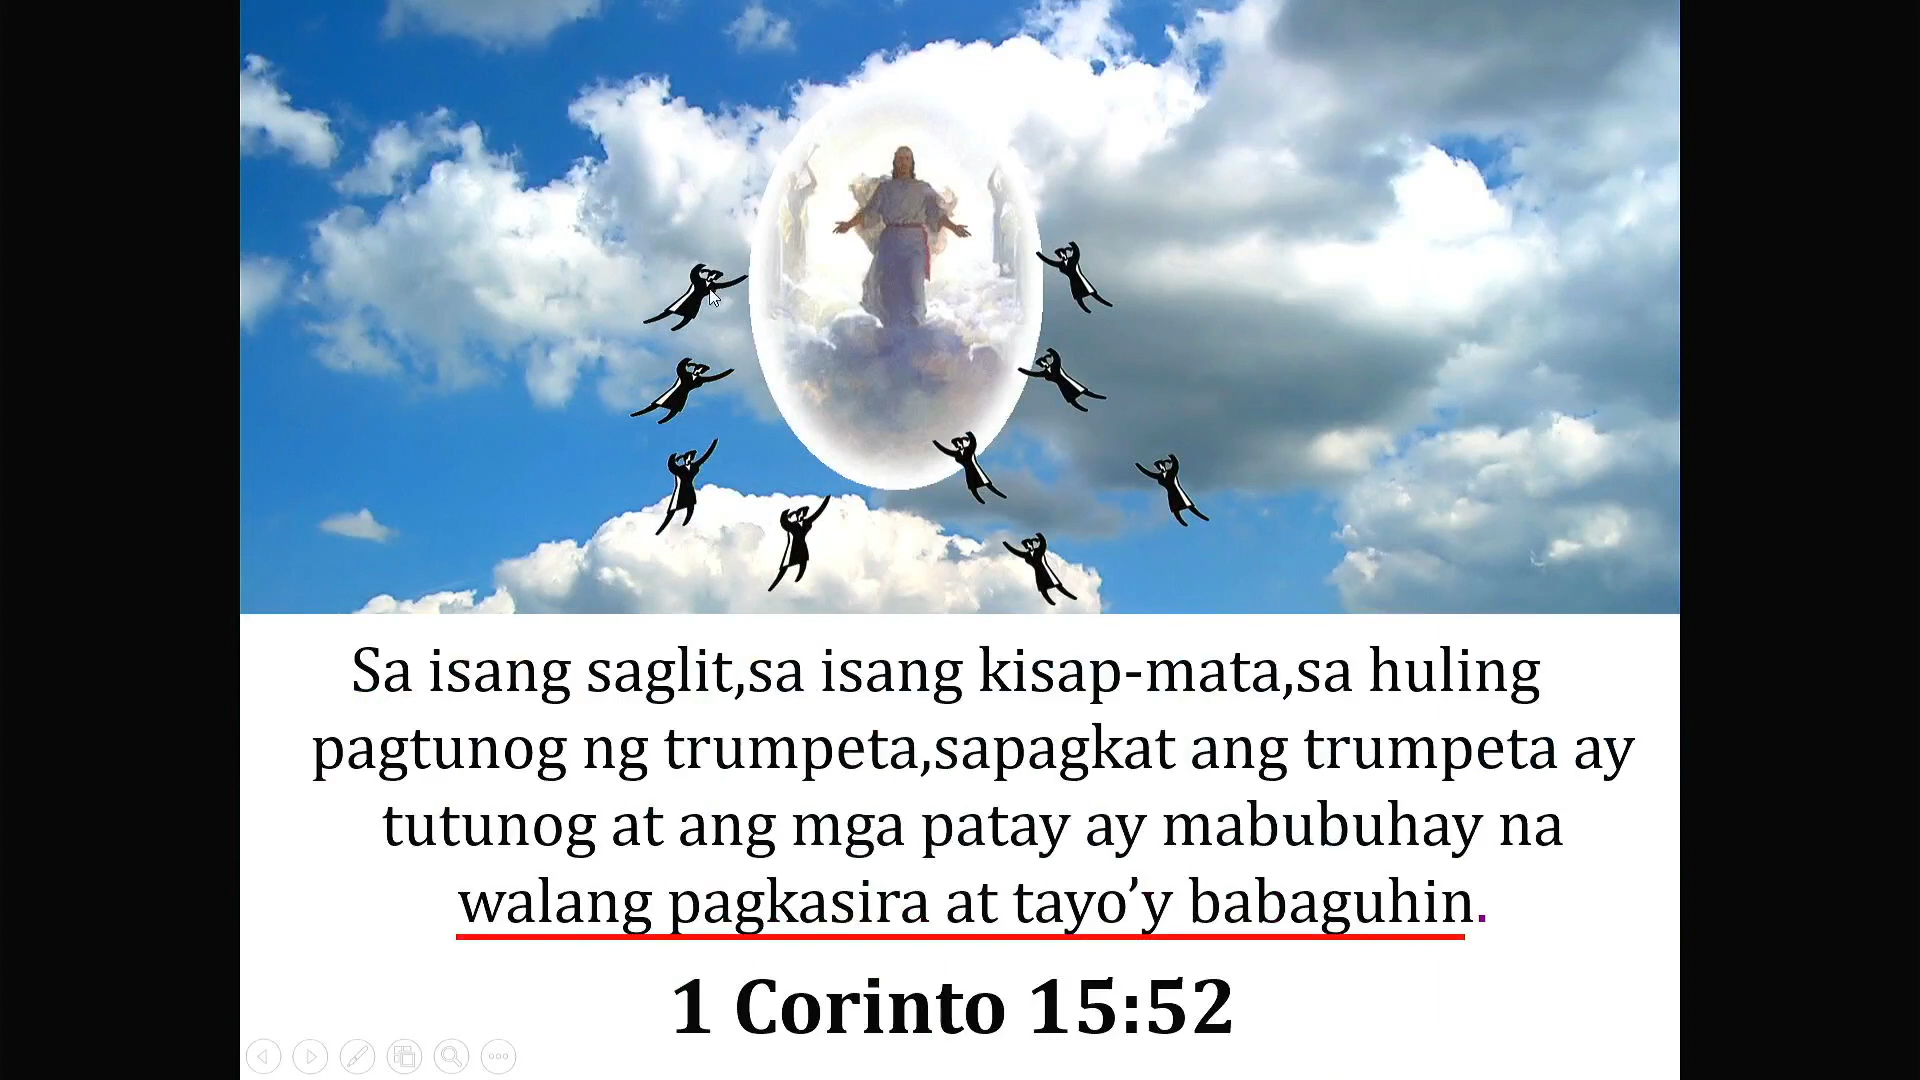 Sa isang saglit,sa isang kisap-mata,sa huling
pagtunog ng trumpeta,sapagkat ang trumpeta ay
tutunog at ang mga patay ay mabubuhay na
walang pagkasira at tayo’y babaguhin.
1 Corinto 15:52